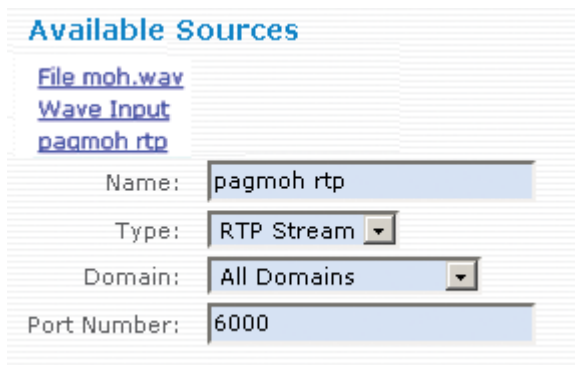 Available Sources
File moh.wav
Wave Input
pagmoh rtp
Name: pagmoh rtp
Type: RTP Stream
Domain: All Domains
Port Number: 6000